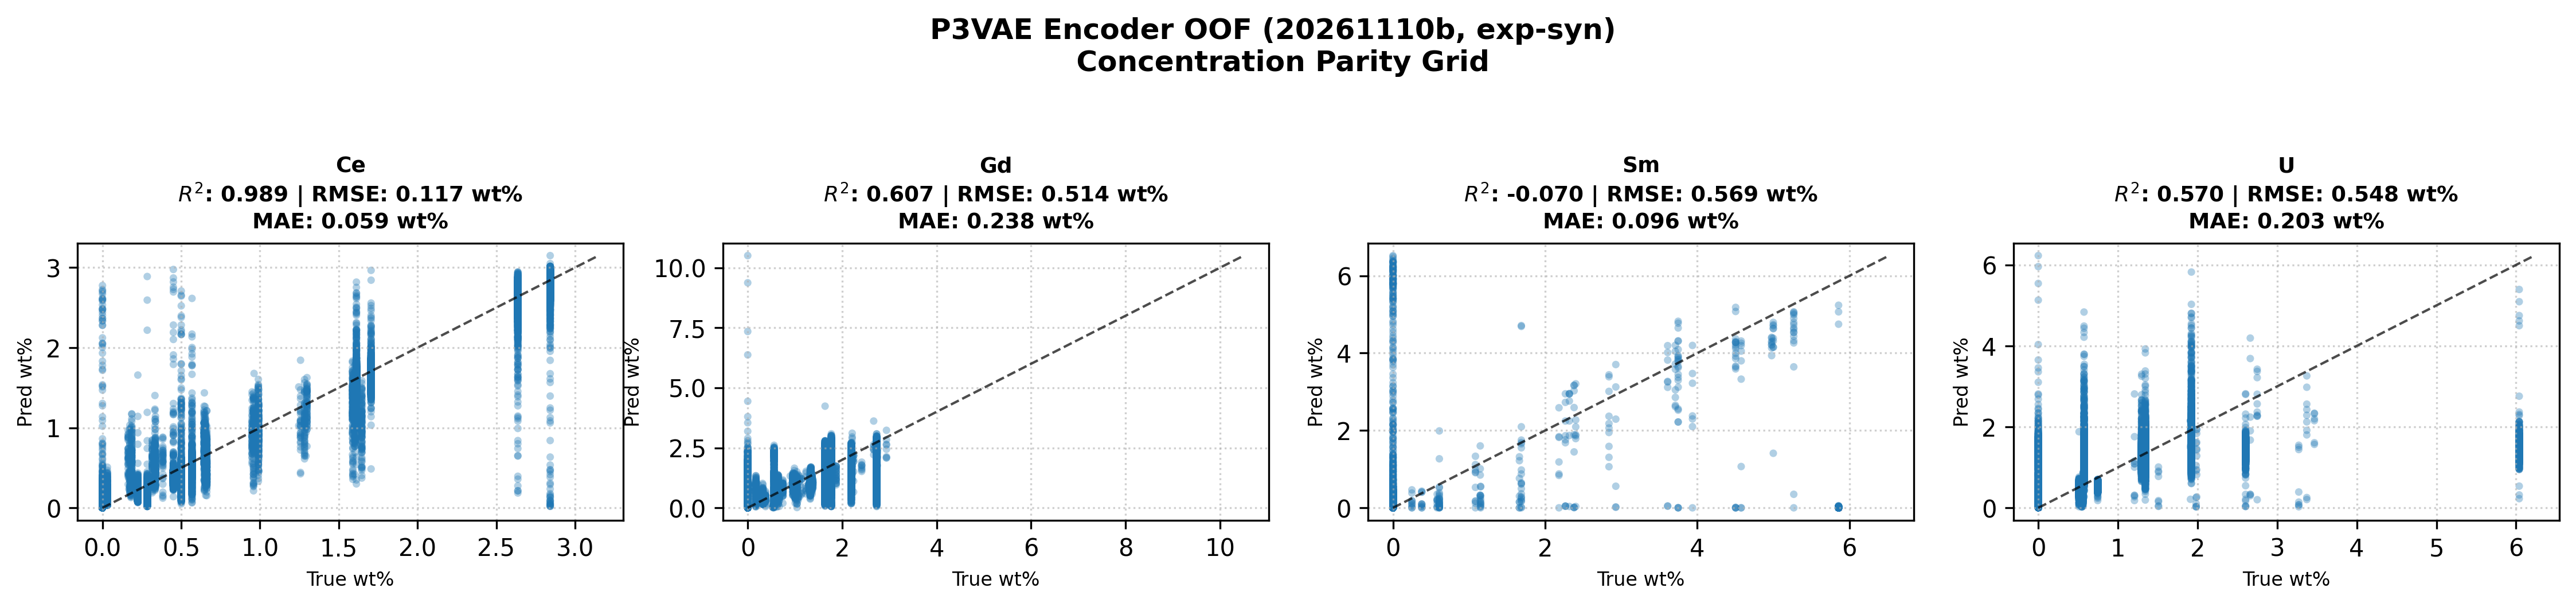 P3VAE Encoder OOF (20261110b, exp-syn)
Concentration Parity Grid
Ce
R²: 0.989 | RMSE: 0.117 wt%
MAE: 0.059 wt%
3
2
1
0
Pred wt%
0.0 0.5 1.0 1.5 2.0 2.5 3.0
True wt%
Gd
R²: 0.607 | RMSE: 0.514 wt%
MAE: 0.238 wt%
10.0
7.5
5.0
2.5
0.0
Pred wt%
0 2 4 6 8 10
True wt%
Sm
R²: -0.070 | RMSE: 0.569 wt%
MAE: 0.096 wt%
6
4
2
0
Pred wt%
0 2 4 6
True wt%
U
R²: 0.570 | RMSE: 0.548 wt%
MAE: 0.203 wt%
6
4
2
0
Pred wt%
0 1 2 3 4 5 6
True wt%